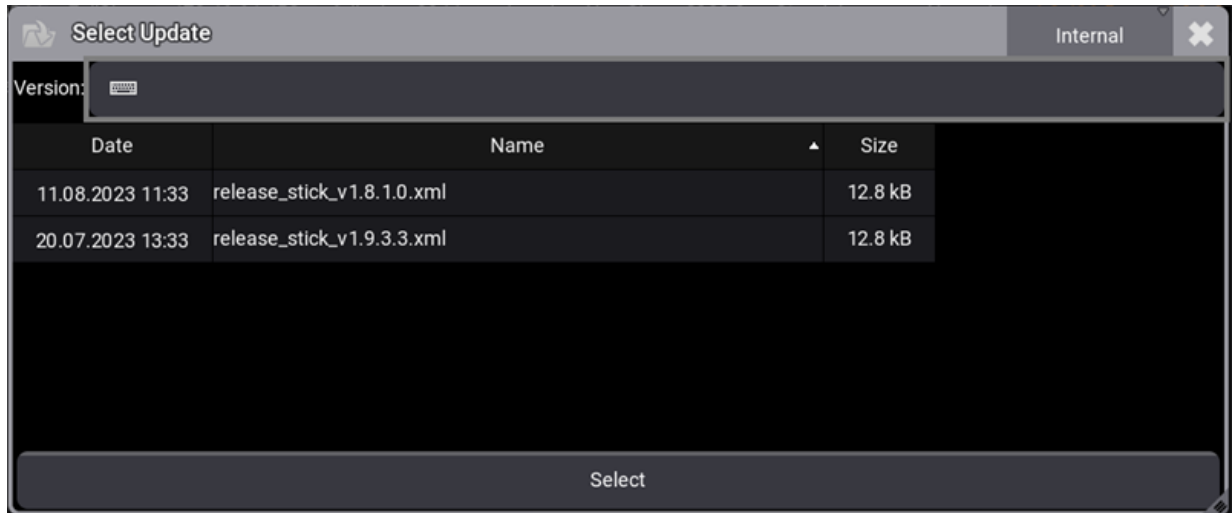 Select Update Internal
Version:
Date Name Size
11.08.2023 11:33 release_stick_v1.8.1.0.xml 12.8 kB
20.07.2023 13:33 release_stick_v1.9.3.3.xml 12.8 kB
Select